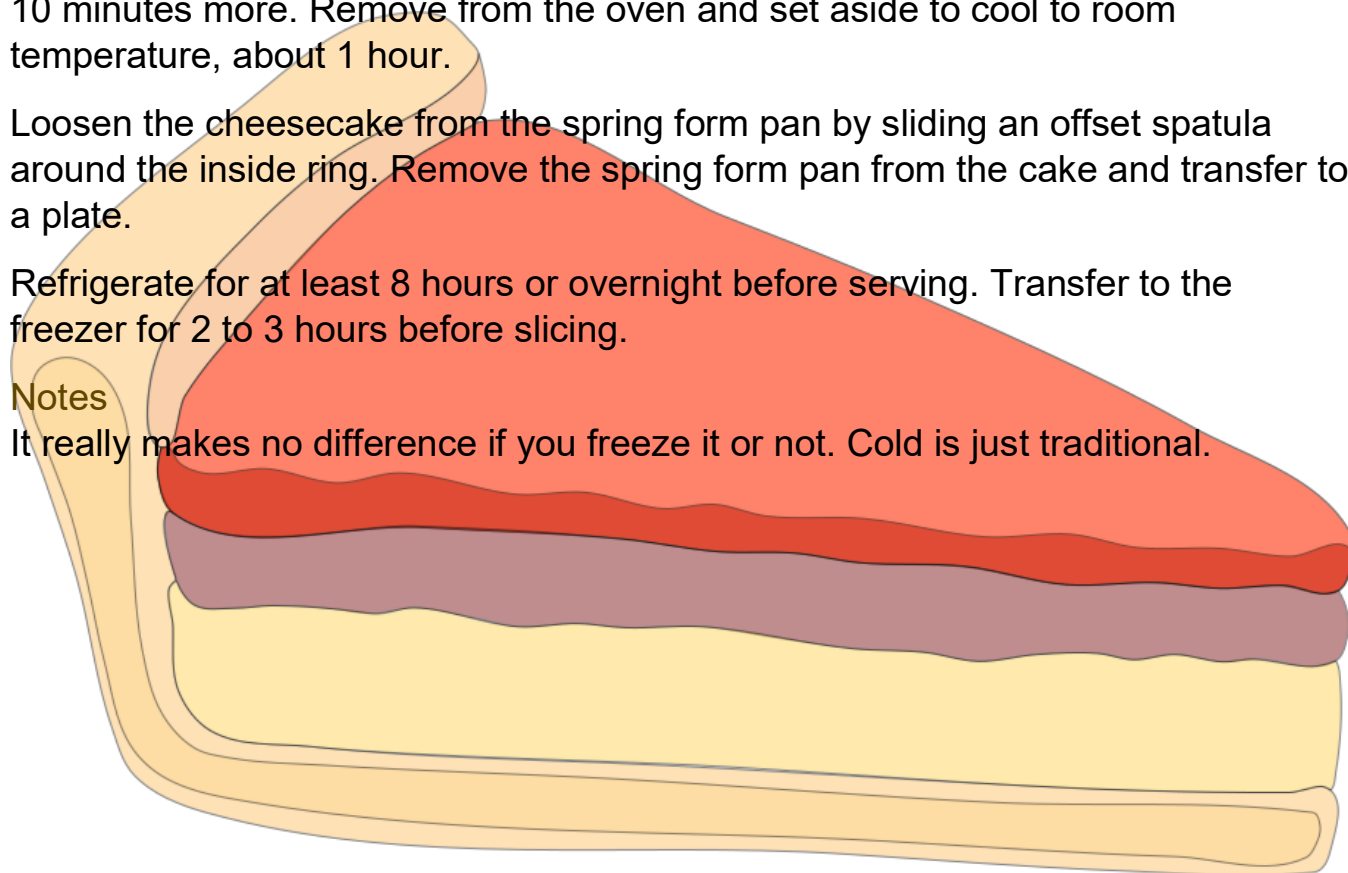 10 minutes more. Remove from the oven and set aside to cool to room
temperature, about 1 hour.
Loosen the cheesecake from the spring form pan by sliding an offset spatula
around the inside ring. Remove the spring form pan from the cake and transfer to
a plate.
Refrigerate for at least 8 hours or overnight before serving. Transfer to the
freezer for 2 to 3 hours before slicing.
Notes
It really makes no difference if you freeze it or not. Cold is just traditional.